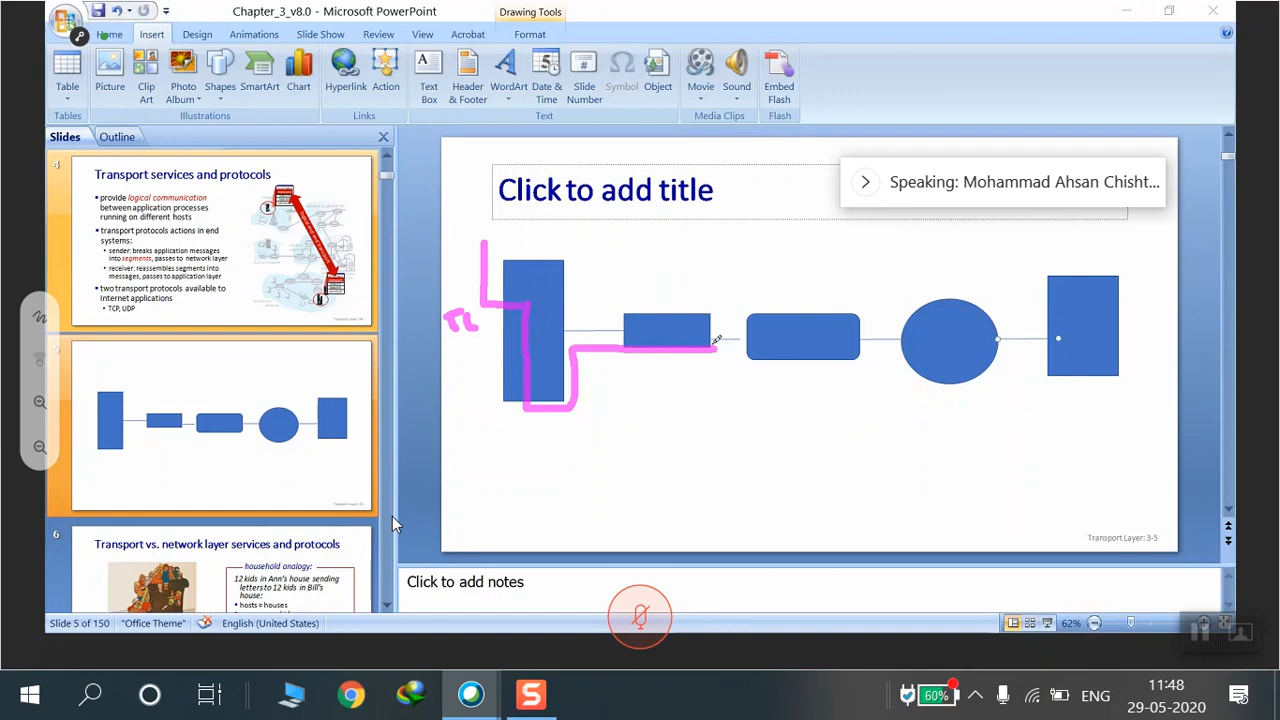 Chapter_3_v8.0 - Microsoft PowerPoint
Drawing Tools
Home Insert Design Animations Slide Show Review View Acrobat Format
Table Picture Clip Art Photo Album Shapes SmartArt Chart Hyperlink Action Text Box Header & Footer WordArt Date & Time Slide Number Symbol Object Movie Sound Embed Flash
Tables Illustrations Links Text Media Clips Flash
Slides Outline
4
Transport services and protocols
provide logical communication
between application processes
running on different hosts
transport protocols actions in end
systems:
sender: breaks application messages
into segments, passes to network layer
receiver: reassembles segments into
messages, passes to application layer
two transport protocols available to
Internet applications
TCP, UDP
6
Transport vs. network layer services and protocols
household analogy:
12 kids in Ann's house sending
letters to 12 kids in Bill's
house:
hosts = houses
Click to add title
Speaking: Mohammad Ahsan Chisht...
Transport Layer: 3-5
Click to add notes
Slide 5 of 150 "Office Theme" English (United States) 62%
60% ENG 11:48
29-05-2020